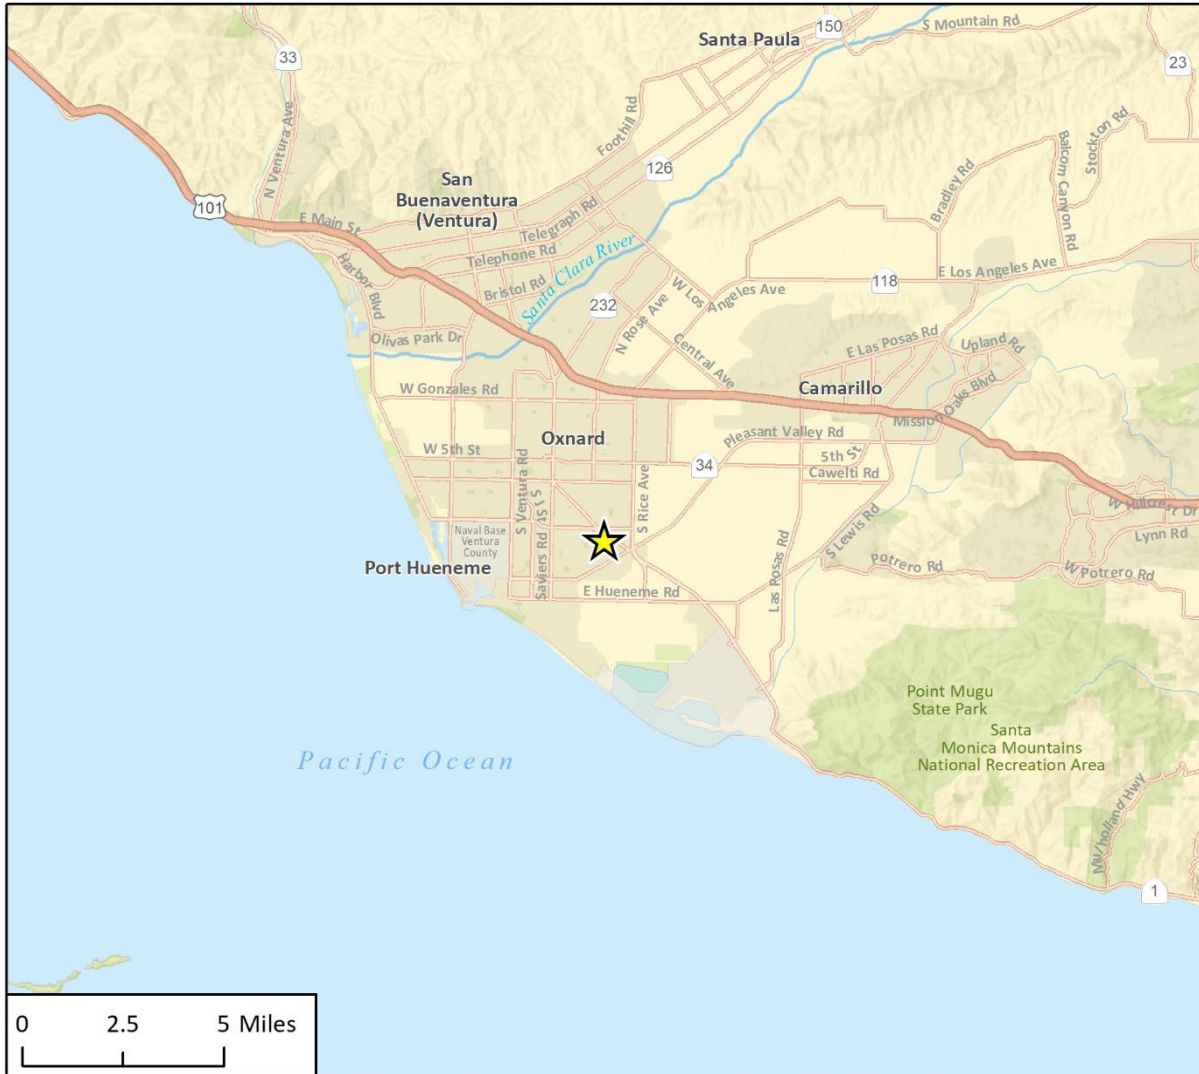 150
S Mountain Rd
Santa Paula
33
23
Foothill Rd
Stockton Rd
N Ventura Ave
Balcom Canyon Rd
126
Bradley Rd
San
Buenaventura
(Ventura)
101
E Main St
Telegraph Rd
Telephone Rd
Santa Clara River
Harbor Blvd
Bristol Rd
W Los Angeles Ave
E Los Angeles Ave
118
232
N Rose Ave
Olivas Park Dr
Central Ave
E Las Posas Rd
Upland Rd
W Gonzales Rd
Camarillo
Mission Oaks Blvd
Oxnard
Pleasant Valley Rd
W 5th St
5th St
34
Cawelti Rd
S Ventura Rd
S J St
S Rice Ave
W Hillcrest Dr
Naval Base
Ventura
County
S Lewis Rd
Lynn Rd
Saviers Rd
Las Posas Rd
Potrero Rd
W Potrero Rd
Port Hueneme
E Hueneme Rd
Point Mugu
State Park
Santa
Monica Mountains
National Recreation Area
Pacific Ocean
Mulholland Hwy
1
0 2.5 5 Miles